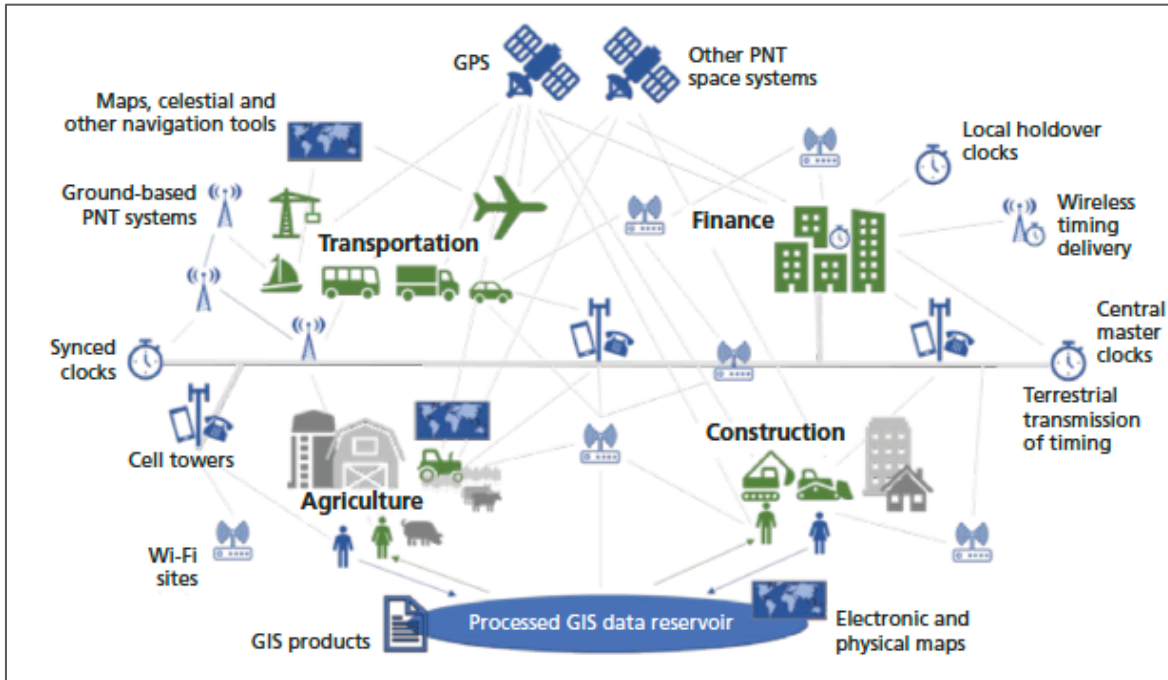 GPS
Other PNT
space systems
Maps, celestial and
other navigation tools
Local holdover
clocks
Ground-based
PNT systems
Transportation
Finance
Wireless
timing
delivery
Synced
clocks
Central
master
clocks
Terrestrial
transmission
of timing
Cell towers
Agriculture
Construction
Wi-Fi
sites
GIS products
Processed GIS data reservoir
Electronic and
physical maps